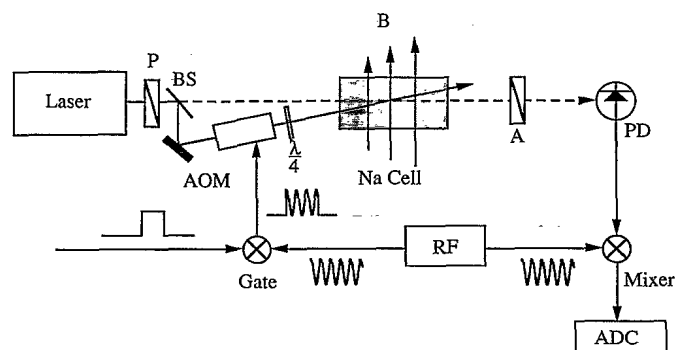 B
P
BS
Laser
A
PD
λ/4
AOM
Na Cell
RF
Gate
Mixer
ADC